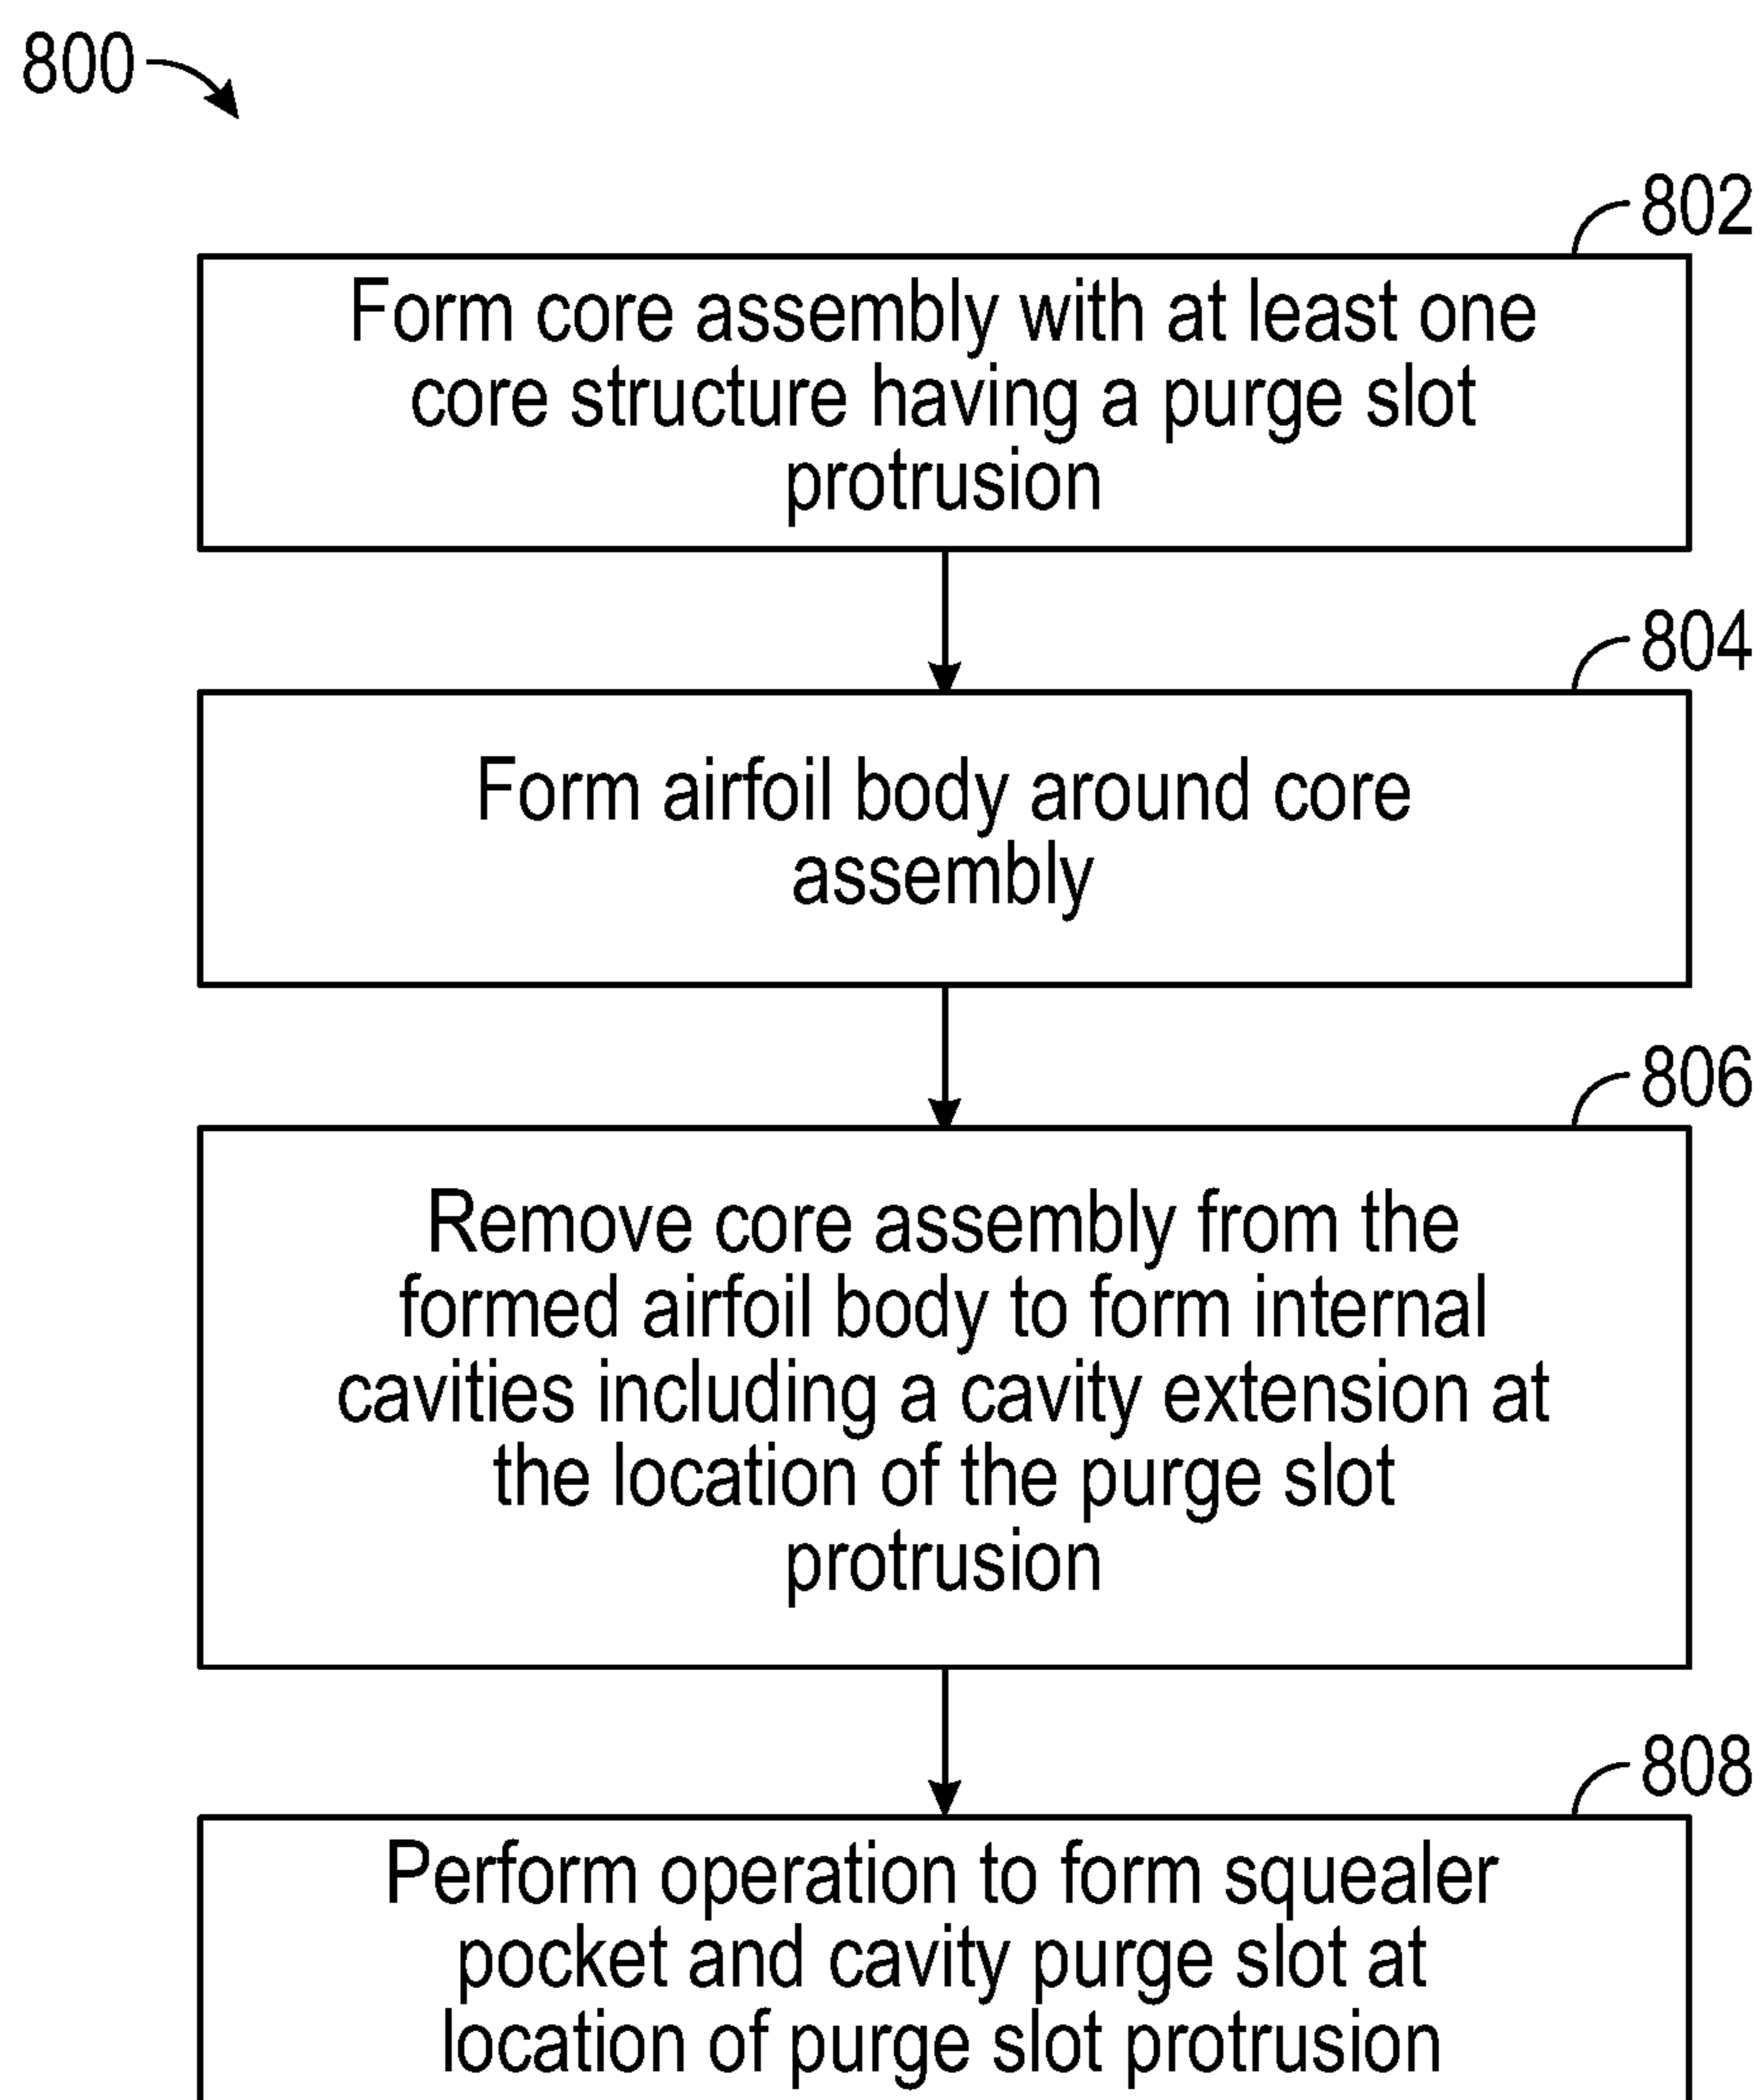 800
802
Form core assembly with at least one
core structure having a purge slot
protrusion
804
Form airfoil body around core
assembly
806
Remove core assembly from the
formed airfoil body to form internal
cavities including a cavity extension at
the location of the purge slot
protrusion
808
Perform operation to form squealer
pocket and cavity purge slot at
location of purge slot protrusion